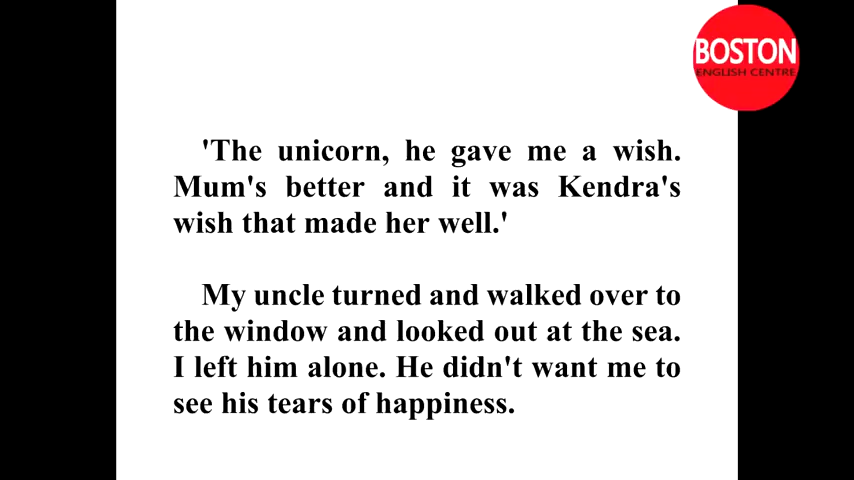 BOSTON
ENGLISH CENTRE
'The unicorn, he gave me a wish.
Mum's better and it was Kendra's
wish that made her well.'
My uncle turned and walked over to
the window and looked out at the sea.
I left him alone. He didn't want me to
see his tears of happiness.